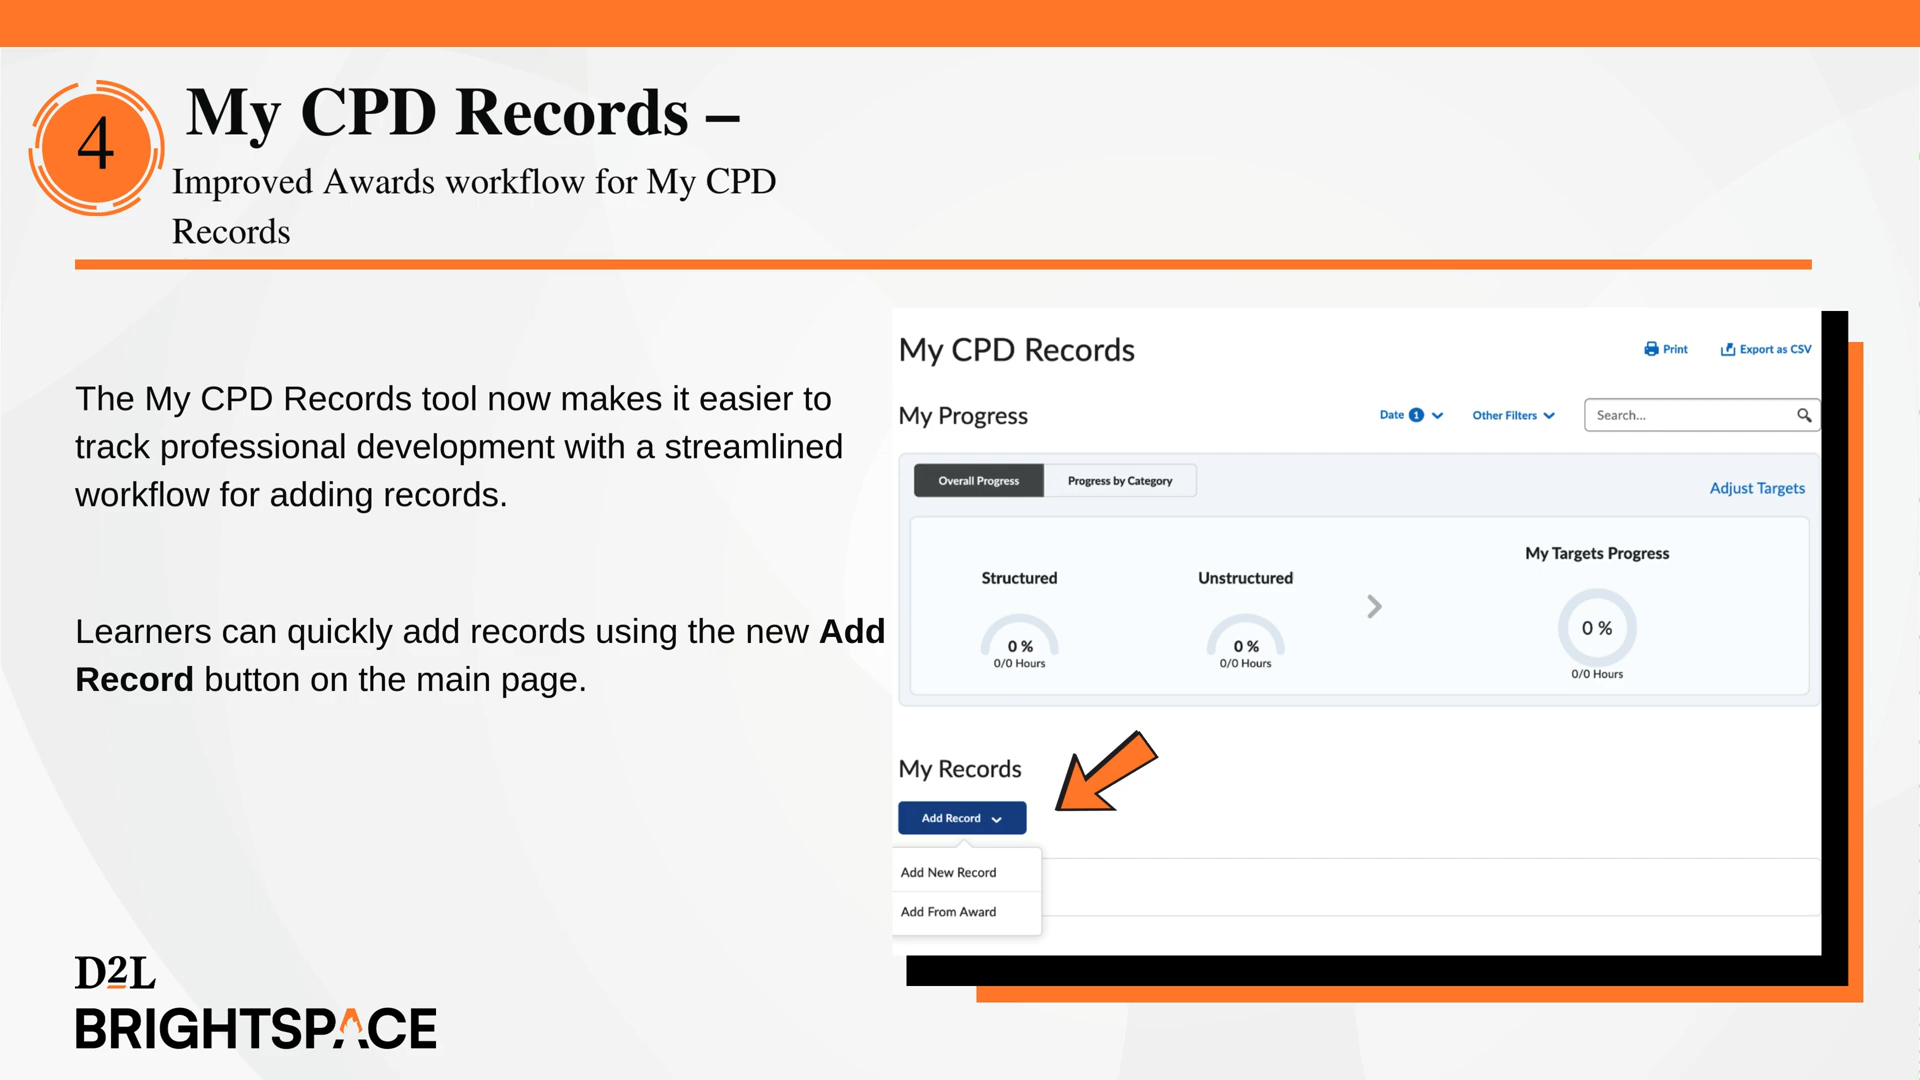 4
My CPD Records –
Improved Awards workflow for My CPD
Records
The My CPD Records tool now makes it easier to
track professional development with a streamlined
workflow for adding records.
Learners can quickly add records using the new Add
Record button on the main page.
My CPD Records
Print
Export as CSV
My Progress
Date 1
Other Filters
Search...
Overall Progress
Progress by Category
Adjust Targets
Structured
0 %
0/0 Hours
Unstructured
0 %
0/0 Hours
My Targets Progress
0 %
0/0 Hours
My Records
Add Record
Add New Record
Add From Award
D2L
BRIGHTSPACE